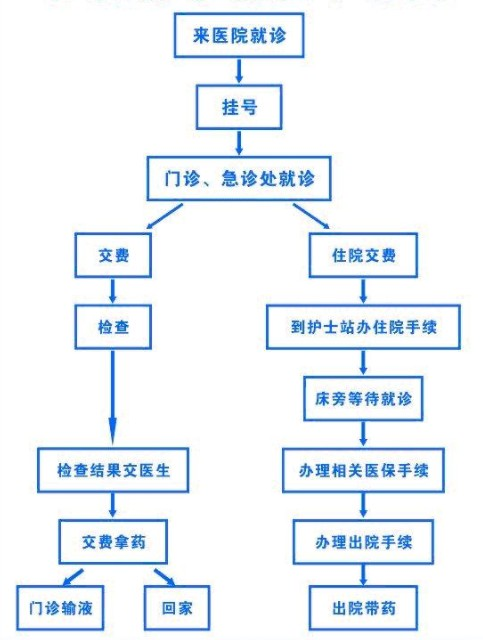 来医院就诊
挂号
门诊、急诊处就诊
交费
住院交费
检查
到护士站办住院手续
床旁等待就诊
检查结果交医生
办理相关医保手续
交费拿药
办理出院手续
门诊输液
回家
出院带药